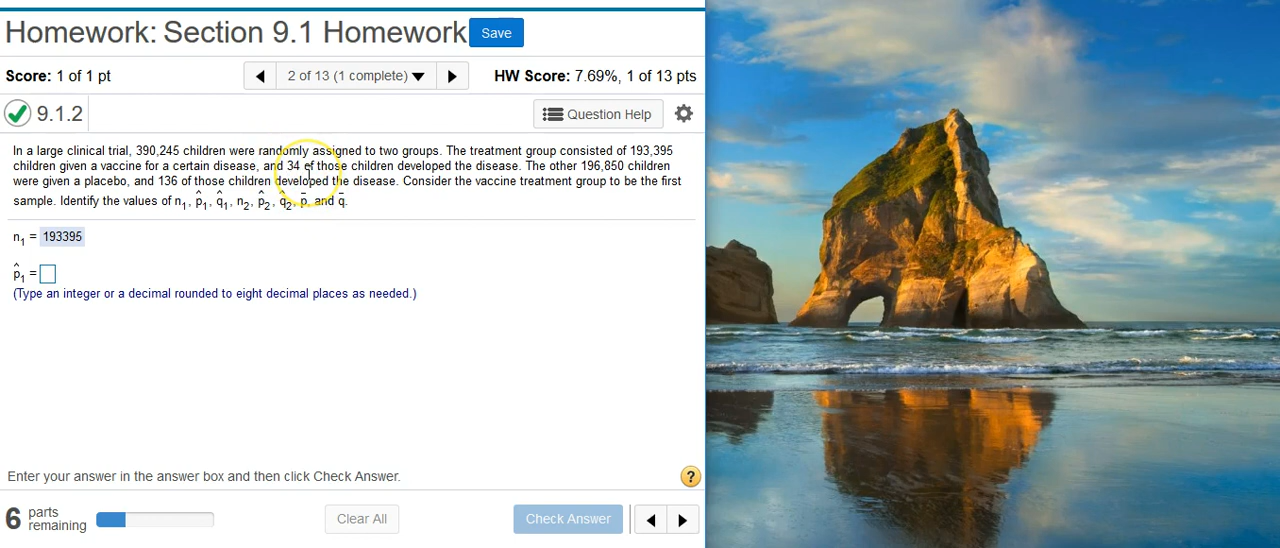 Homework: Section 9.1 Homework Save
Score: 1 of 1 pt 2 of 13 (1 complete) HW Score: 7.69%, 1 of 13 pts
9.1.2 Question Help
In a large clinical trial, 390,245 children were randomly assigned to two groups. The treatment group consisted of 193,395
children given a vaccine for a certain disease, and 34 of those children developed the disease. The other 196,850 children
were given a placebo, and 136 of those children developed the disease. Consider the vaccine treatment group to be the first
sample. Identify the values of n₁, p̂₁, q̂₁, n₂, p̂₂, q̂₂, p̄, and q̄.
n₁ = 193395
p̂₁ =
(Type an integer or a decimal rounded to eight decimal places as needed.)
Enter your answer in the answer box and then click Check Answer. ?
6 parts remaining Clear All Check Answer